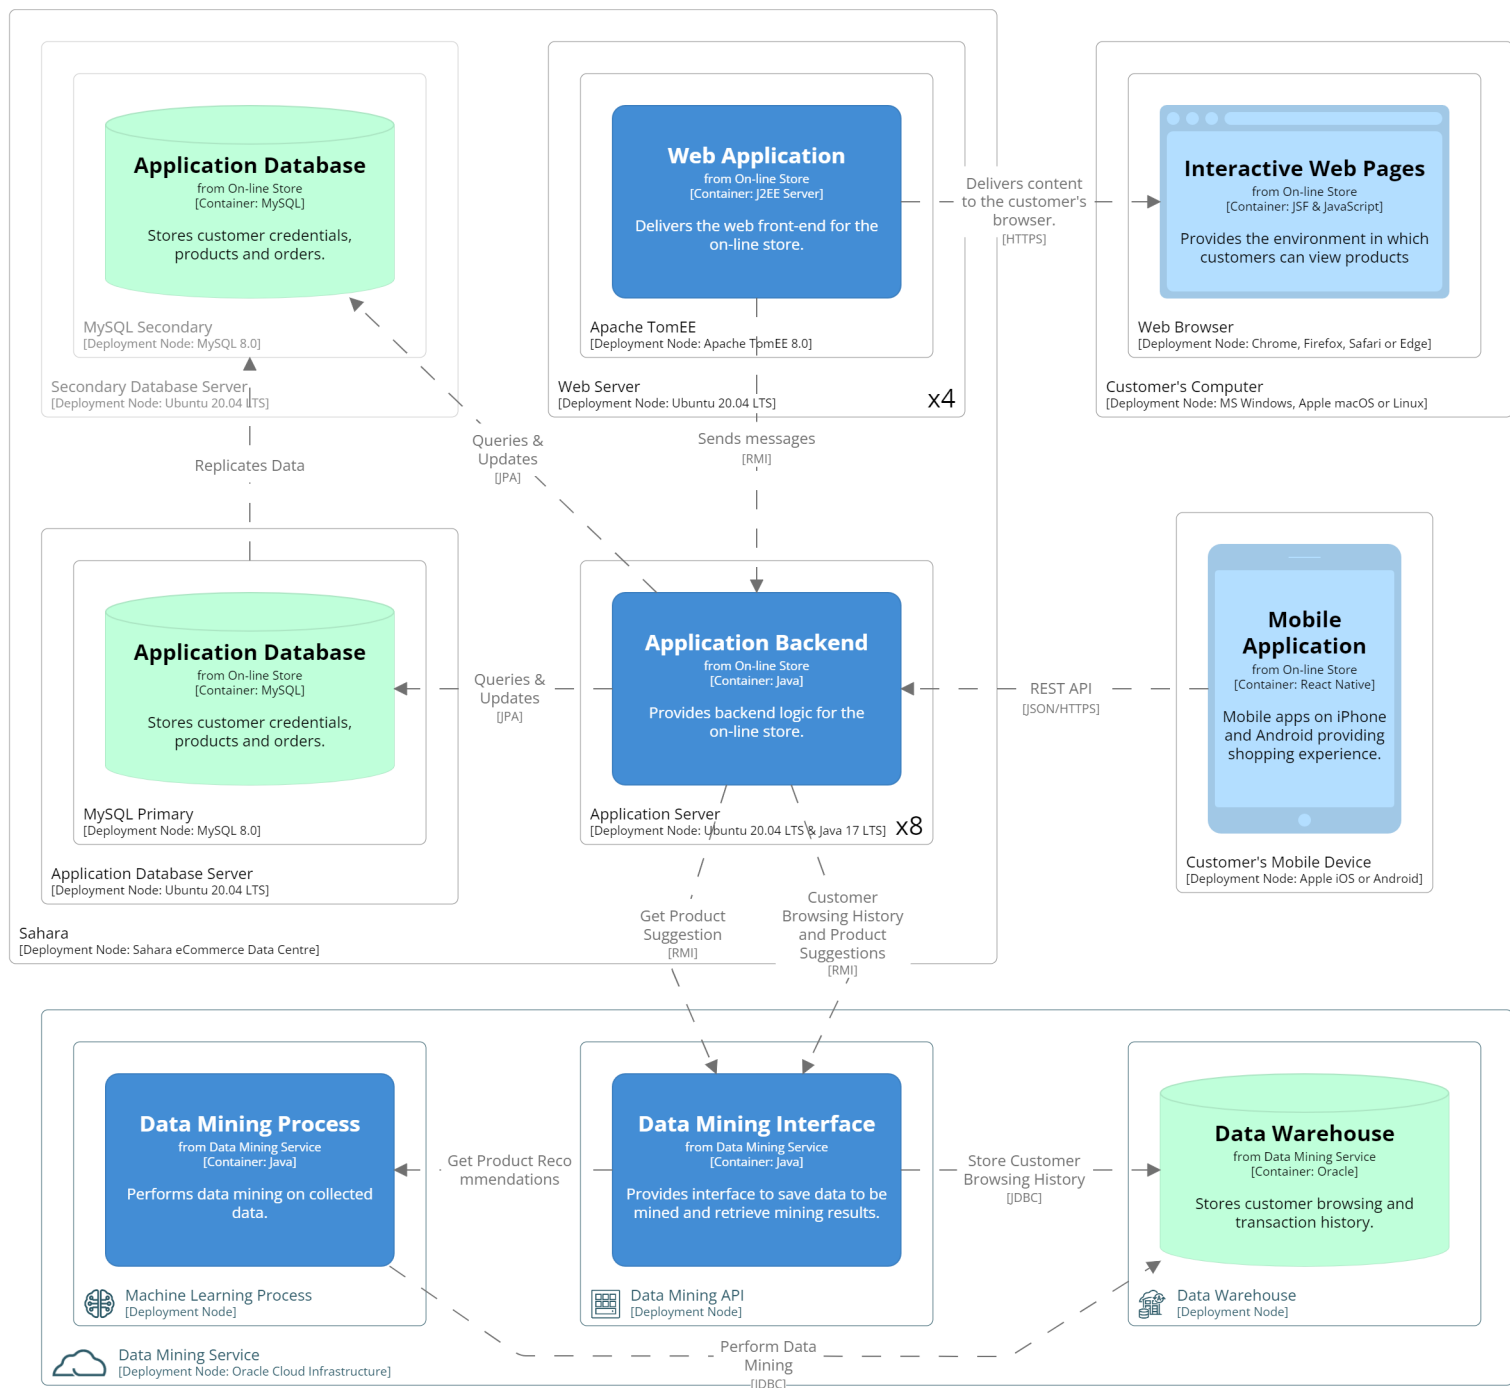 Application Database
from On-line Store
[Container: MySQL]
Stores customer credentials,
products and orders.
MySQL Secondary
[Deployment Node: MySQL 8.0]
Secondary Database Server
[Deployment Node: Ubuntu 20.04 LTS]
Web Application
from On-line Store
[Container: J2EE Server]
Delivers the web front-end for the
on-line store.
Apache TomEE
[Deployment Node: Apache TomEE 8.0]
Web Server
[Deployment Node: Ubuntu 20.04 LTS]
x4
Delivers content
to the customer's
browser.
[HTTPS]
Interactive Web Pages
from On-line Store
[Container: JSF & JavaScript]
Provides the environment in which
customers can view products
Web Browser
[Deployment Node: Chrome, Firefox, Safari or Edge]
Customer's Computer
[Deployment Node: MS Windows, Apple macOS or Linux]
Replicates Data
Queries &
Updates
[JPA]
Sends messages
[RMI]
Application Database
from On-line Store
[Container: MySQL]
Stores customer credentials,
products and orders.
MySQL Primary
[Deployment Node: MySQL 8.0]
Application Database Server
[Deployment Node: Ubuntu 20.04 LTS]
Queries &
Updates
[JPA]
Application Backend
from On-line Store
[Container: Java]
Provides backend logic for the
on-line store.
Application Server
[Deployment Node: Ubuntu 20.04 LTS & Java 17 LTS]
x8
REST API
[JSON/HTTPS]
Mobile
Application
from On-line Store
[Container: React Native]
Mobile apps on iPhone
and Android providing
shopping experience.
Customer's Mobile Device
[Deployment Node: Apple iOS or Android]
Sahara
[Deployment Node: Sahara eCommerce Data Centre]
Get Product
Suggestion
[RMI]
Customer
Browsing History
and Product
Suggestions
[RMI]
Data Mining Process
from Data Mining Service
[Container: Java]
Performs data mining on collected
data.
Machine Learning Process
[Deployment Node]
Get Product Reco
mmendations
Data Mining Interface
from Data Mining Service
[Container: Java]
Provides interface to save data to be
mined and retrieve mining results.
Data Mining API
[Deployment Node]
Store Customer
Browsing History
[JDBC]
Data Warehouse
from Data Mining Service
[Container: Oracle]
Stores customer browsing and
transaction history.
Data Warehouse
[Deployment Node]
Data Mining Service
[Deployment Node: Oracle Cloud Infrastructure]
Perform Data
Mining
[JDBC]